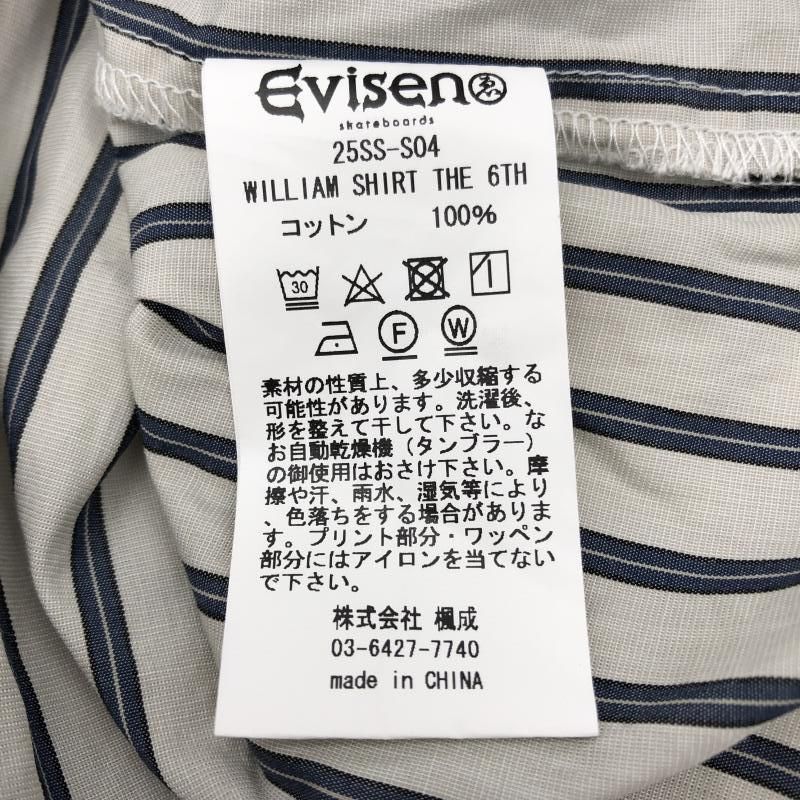 Evisen ゑ
skateboards
25SS-S04
WILLIAM SHIRT THE 6TH
コットン 100%
30
F W
素材の性質上、多少収縮する
可能性があります。洗濯後、
形を整えて干して下さい。な
お自動乾燥機（タンブラー）
の御使用はおさけ下さい。摩
擦や汗、雨水、湿気等により
、色落ちをする場合がありま
す。プリント部分・ワッペン
部分にはアイロンを当てない
で下さい。
株式会社 楓成
03-6427-7740
made in CHINA